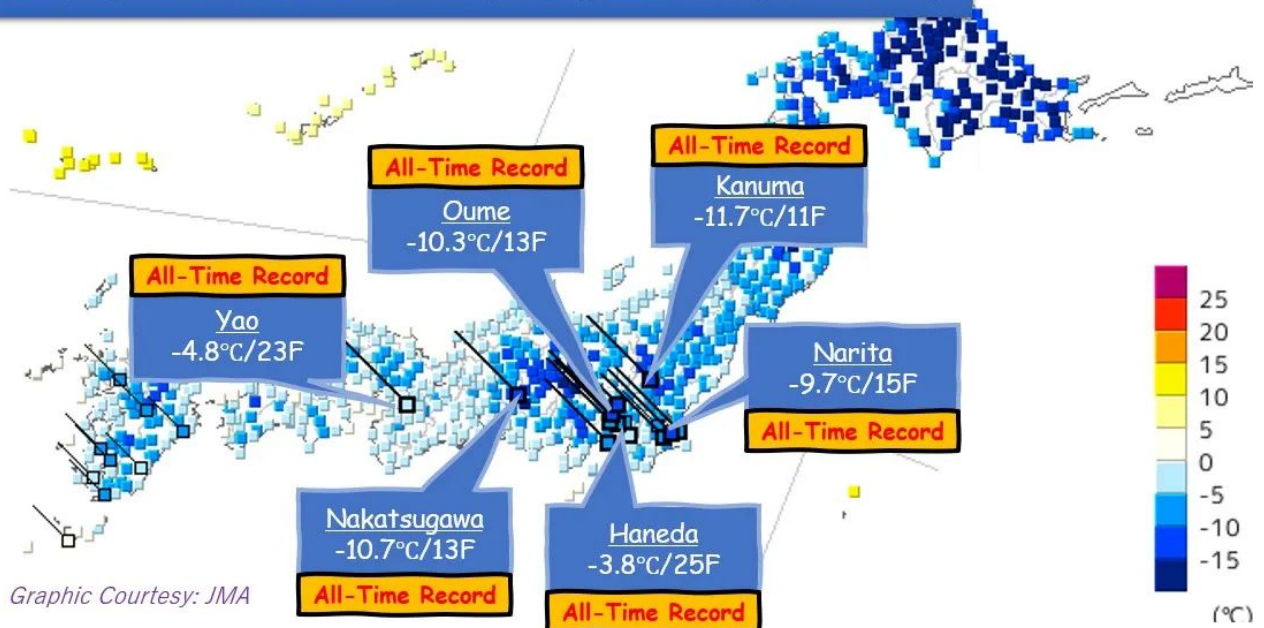 All-Time Record
Kanuma
-11.7°C/11F
All-Time Record
Oume
-10.3°C/13F
All-Time Record
Yao
-4.8°C/23F
Narita
-9.7°C/15F
All-Time Record
Nakatsugawa
-10.7°C/13F
All-Time Record
Haneda
-3.8°C/25F
All-Time Record
25
20
15
10
5
0
-5
-10
-15
(°C)
Graphic Courtesy: JMA